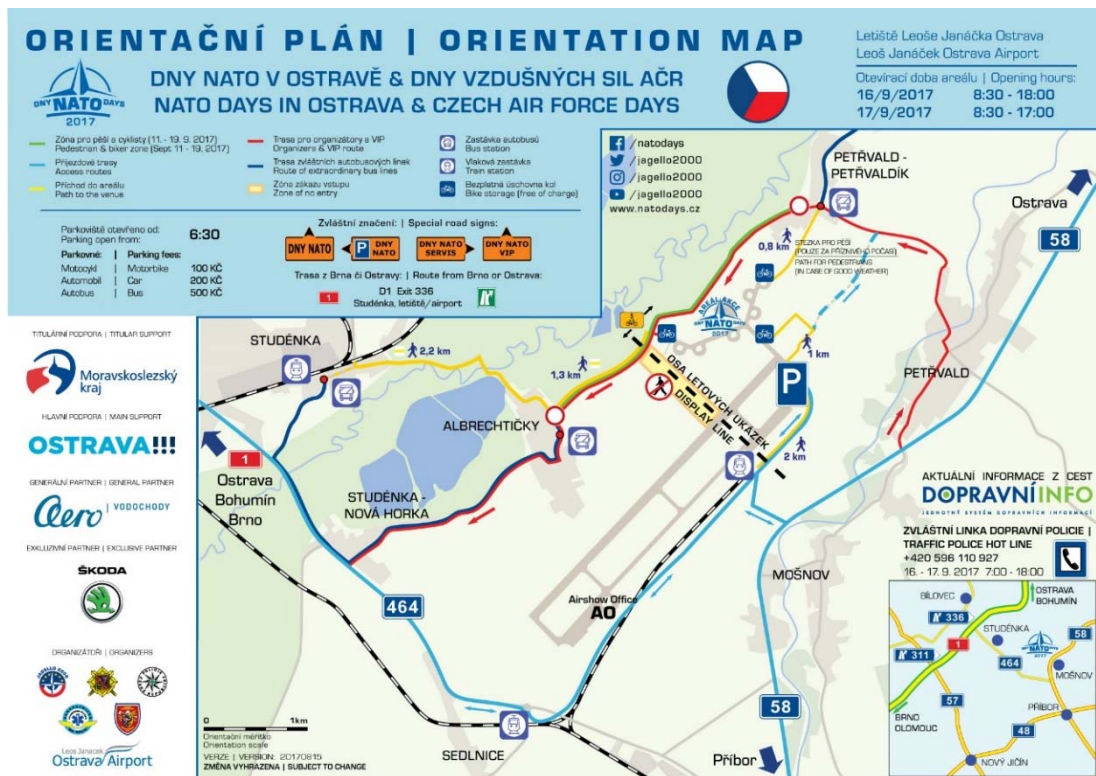 ORIENTAČNÍ PLÁN | ORIENTATION MAP
DNY NATO DAYS
2017
DNY NATO V OSTRAVĚ & DNY VZDUŠNÝCH SIL AČR
NATO DAYS IN OSTRAVA & CZECH AIR FORCE DAYS
Letiště Leoše Janáčka Ostrava
Leoš Janáček Ostrava Airport
Otevírací doba areálu | Opening hours:
16/9/2017 8:30 - 18:00
17/9/2017 8:30 - 17:00
Zóna pro pěší a cyklisty (11. - 19. 9. 2017)
Pedestrian & biker zone (Sept 11 - 19, 2017)
Příjezdové trasy
Access routes
Příchod do areálu
Path to the venue
Trasa pro organizátory a VIP
Organizers & VIP route
Trasa zvláštních autobusových linek
Route of extraordinary bus lines
Zóna zákazu vstupu
Zone of no entry
Zastávka autobusů
Bus station
Vlaková zastávka
Train station
Bezplatná úschovna kol
Bike storage (free of charge)
Parkoviště otevřeno od:
Parking open from:
6:30
Parkovné: | Parking fees:
Motocykl | Motorbike 100 KČ
Automobil | Car 200 KČ
Autobus | Bus 500 KČ
Zvláštní značení: | Special road signs:
DNY NATO
P DNY NATO
DNY NATO SERVIS
DNY NATO VIP
Trasa z Brna či Ostravy: | Route from Brno or Ostrava:
1
D1 Exit 336
Studénka, letiště/airport
/natodays
/jagello2000
/jagello2000
/jagello2000
www.natodays.cz
TITULÁRNÍ PODPORA | TITULAR SUPPORT
Moravskoslezský
kraj
HLAVNÍ PODPORA | MAIN SUPPORT
OSTRAVA!!!
GENERÁLNÍ PARTNER | GENERAL PARTNER
Aero | VODOCHODY
EXKLUZIVNÍ PARTNER | EXCLUSIVE PARTNER
ŠKODA
ORGANIZÁTOŘI | ORGANIZERS
Leos Janacek
Ostrava Airport
PETŘVALD -
PETŘVALDÍK
Ostrava
58
0,8 km
STEZKA PRO PĚŠÍ
(POUZE ZA PŘÍZNIVÉHO POČASÍ)
PATH FOR PEDESTRIANS
(IN CASE OF GOOD WEATHER)
AREÁL AKCE
DNY NATO DAYS
2017
STUDÉNKA
2,2 km
1,3 km
1 km
P
OSA LETOVÝCH UKÁZEK
DISPLAY LINE
PETŘVALD
ALBRECHTIČKY
2 km
1
Ostrava
Bohumín
Brno
STUDÉNKA -
NOVÁ HORKA
464
MOŠNOV
Airshow Office
AO
58
Příbor
SEDLNICE
0 1km
Orientační měřítko
Orientation scale
VERZE | VERSION: 20170815
ZMĚNA VYHRAZENA | SUBJECT TO CHANGE
AKTUÁLNÍ INFORMACE Z CEST
DOPRAVNÍINFO
JEDNOTNÝ SYSTÉM DOPRAVNÍCH INFORMACÍ
ZVLÁŠTNÍ LINKA DOPRAVNÍ POLICIE |
TRAFFIC POLICE HOT LINE
+420 596 110 927
16. - 17. 9. 2017 7:00 - 18:00
BÍLOVEC
OSTRAVA
BOHUMÍN
336
STUDÉNKA
1
58
311
464
MOŠNOV
57
PŘÍBOR
BRNO
OLOMOUC
48
NOVÝ JIČÍN